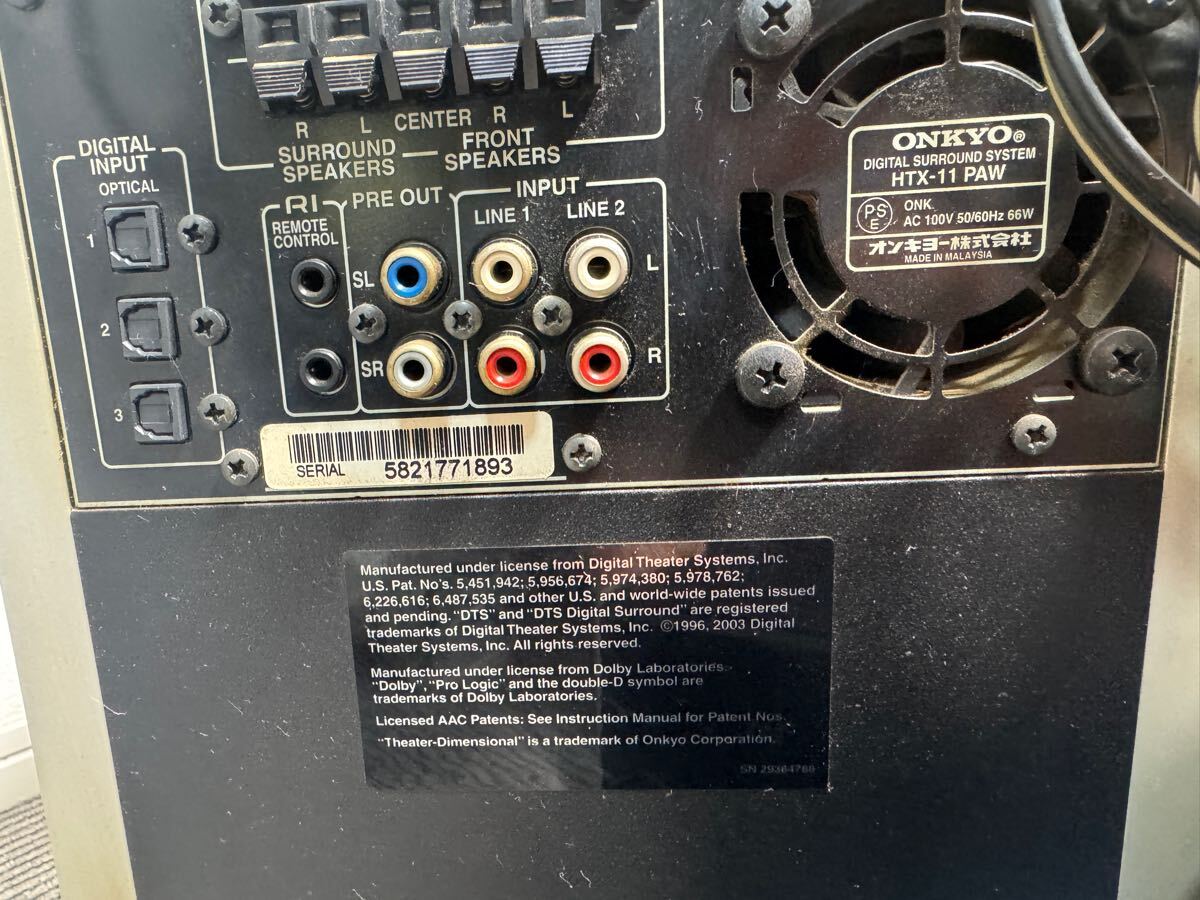 R L CENTER R L
SURROUND SPEAKERS
FRONT SPEAKERS
DIGITAL INPUT
OPTICAL
1
2
3
RI
REMOTE CONTROL
PRE OUT
SL
SR
INPUT
LINE 1 LINE 2
L
R
ONKYO®
DIGITAL SURROUND SYSTEM
HTX-11 PAW
PS
E
ONK.
AC 100V 50/60Hz 66W
オンキヨー株式会社
MADE IN MALAYSIA
SERIAL 5821771893
Manufactured under license from Digital Theater Systems, Inc.
U.S. Pat. No's. 5,451,942; 5,956,674; 5,974,380; 5,978,762;
6,226,616; 6,487,535 and other U.S. and world-wide patents issued
and pending. "DTS" and "DTS Digital Surround" are registered
trademarks of Digital Theater Systems, Inc. ©1996, 2003 Digital
Theater Systems, Inc. All rights reserved.
Manufactured under license from Dolby Laboratories.
"Dolby", "Pro Logic" and the double-D symbol are
trademarks of Dolby Laboratories.
Licensed AAC Patents: See Instruction Manual for Patent Nos.
"Theater-Dimensional" is a trademark of Onkyo Corporation.
SN 29364788